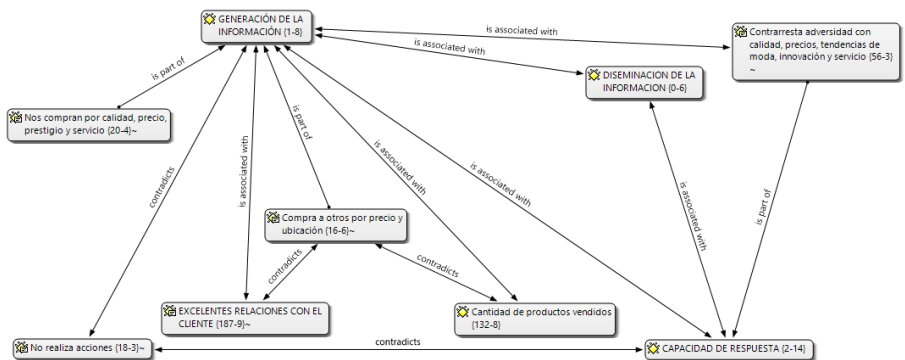 GENERACIÓN DE LA
INFORMACIÓN {1-8}
is associated with
Contrarresta adversidad con
calidad, precios, tendencias de
moda, innovación y servicio {56-3}
~
is associated with
is part of
DISEMINACION DE LA
INFORMACION {0-6}
Nos compran por calidad, precio,
prestigio y servicio {20-4}~
is part of
contradicts
is associated with
is associated with
is associated with
is associated with
is part of
Compra a otros por precio y
ubicación {16-6}~
contradicts
contradicts
EXCELENTES RELACIONES CON EL
CLIENTE {187-9}~
Cantidad de productos vendidos
{132-8}
No realiza acciones {18-3}~
contradicts
CAPACIDAD DE RESPUESTA {2-14}